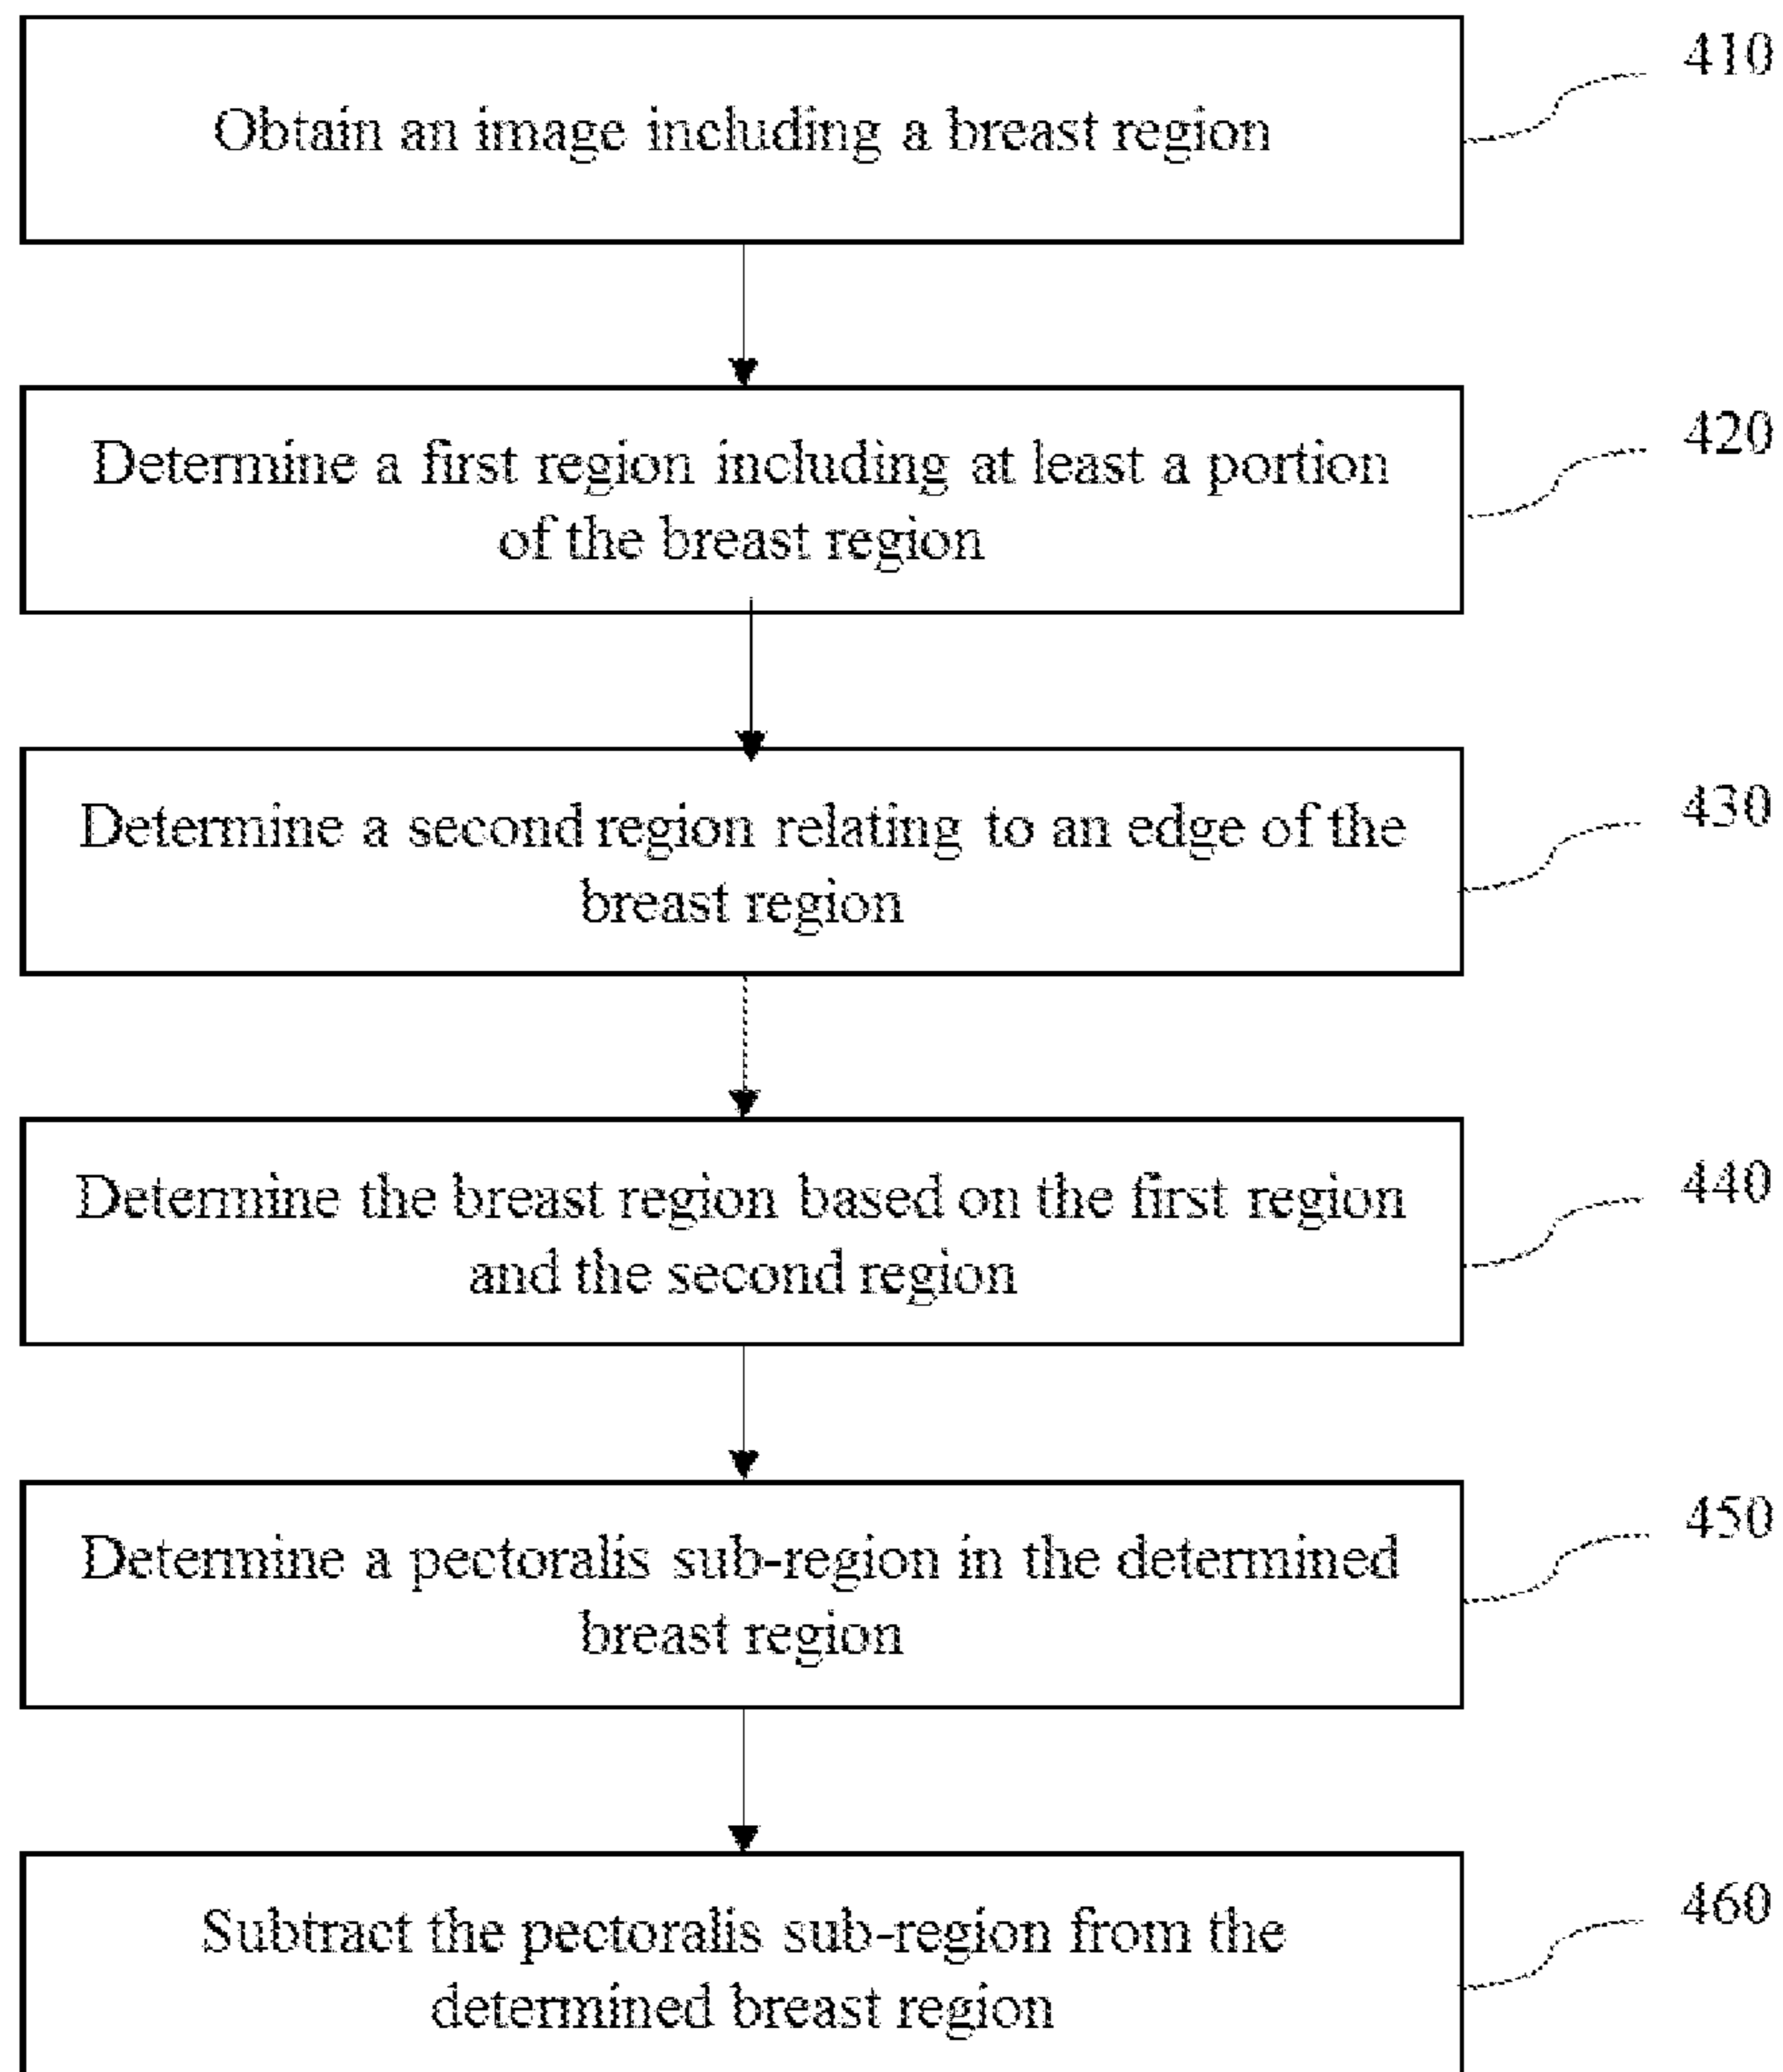 410
Obtain an image including a breast region
420
Determine a first region including at least a portion
of the breast region
430
Determine a second region relating to an edge of the
breast region
440
Determine the breast region based on the first region
and the second region
450
Determine a pectoralis sub-region in the determined
breast region
460
Subtract the pectoralis sub-region from the
determined breast region